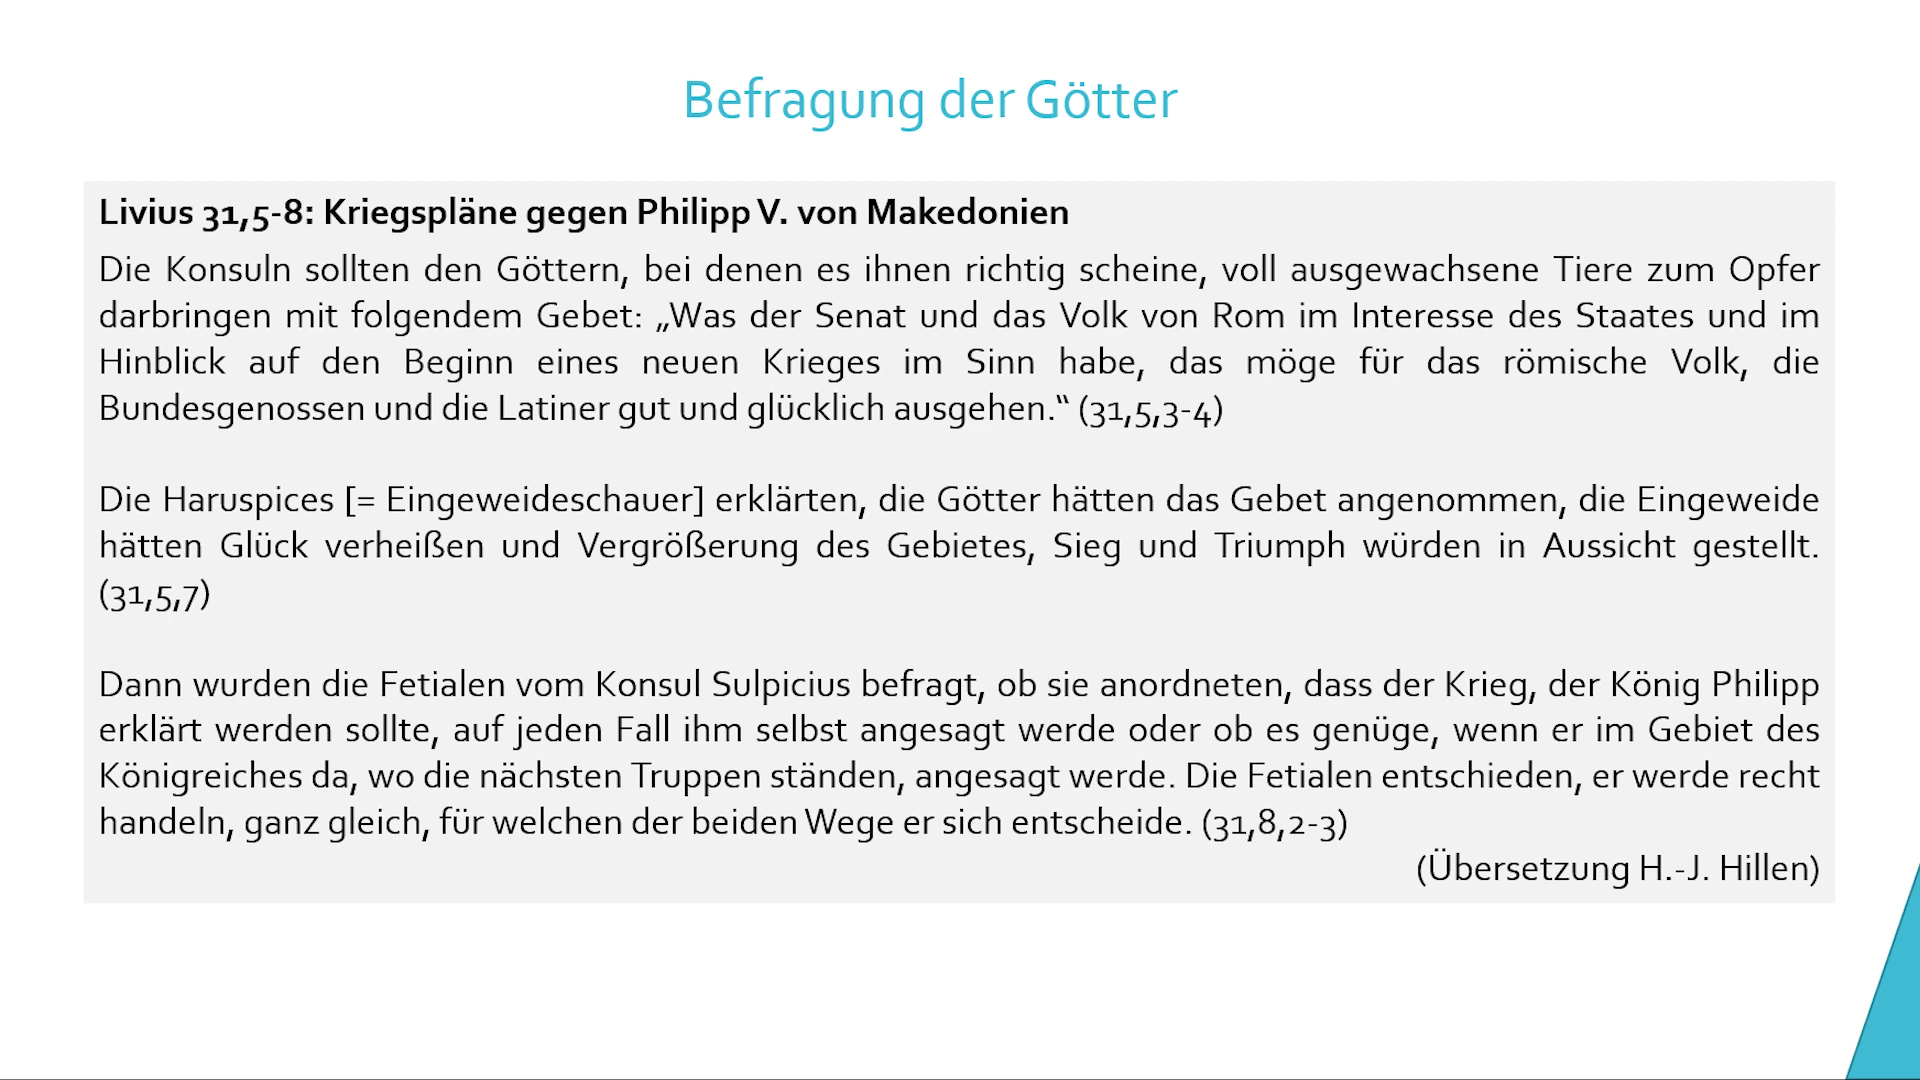 Befragung der Götter
Livius 31,5-8: Kriegspläne gegen Philipp V. von Makedonien
Die Konsuln sollten den Göttern, bei denen es ihnen richtig scheine, voll ausgewachsene Tiere zum Opfer
darbringen mit folgendem Gebet: „Was der Senat und das Volk von Rom im Interesse des Staates und im
Hinblick auf den Beginn eines neuen Krieges im Sinn habe, das möge für das römische Volk, die
Bundesgenossen und die Latiner gut und glücklich ausgehen.“ (31,5,3-4)
Die Haruspices [= Eingeweideschauer] erklärten, die Götter hätten das Gebet angenommen, die Eingeweide
hätten Glück verheißen und Vergrößerung des Gebietes, Sieg und Triumph würden in Aussicht gestellt.
(31,5,7)
Dann wurden die Fetialen vom Konsul Sulpicius befragt, ob sie anordneten, dass der Krieg, der König Philipp
erklärt werden sollte, auf jeden Fall ihm selbst angesagt werde oder ob es genüge, wenn er im Gebiet des
Königreiches da, wo die nächsten Truppen ständen, angesagt werde. Die Fetialen entschieden, er werde recht
handeln, ganz gleich, für welchen der beiden Wege er sich entscheide. (31,8,2-3)
(Übersetzung H.-J. Hillen)